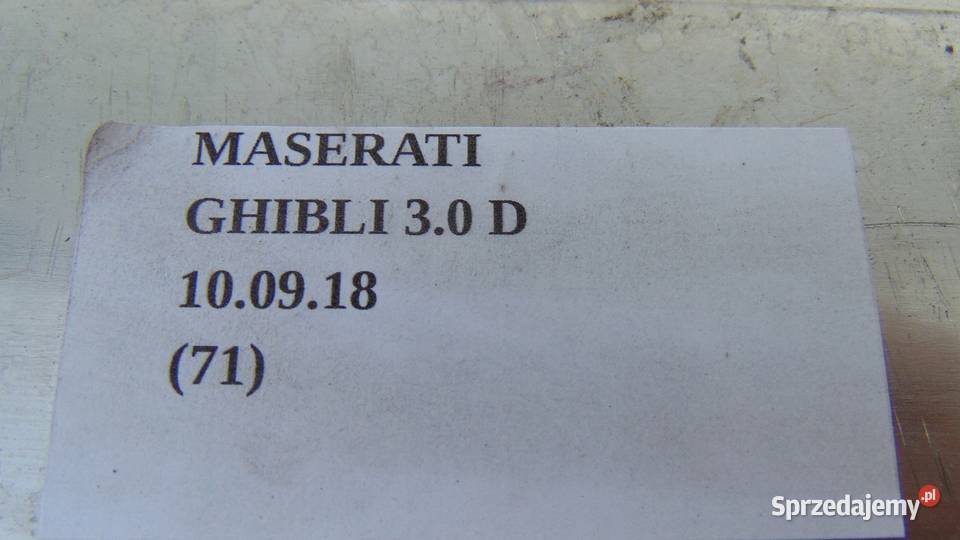 MASERATI
GHIBLI 3.0 D
10.09.18
(71)
Sprzedajemy.pl